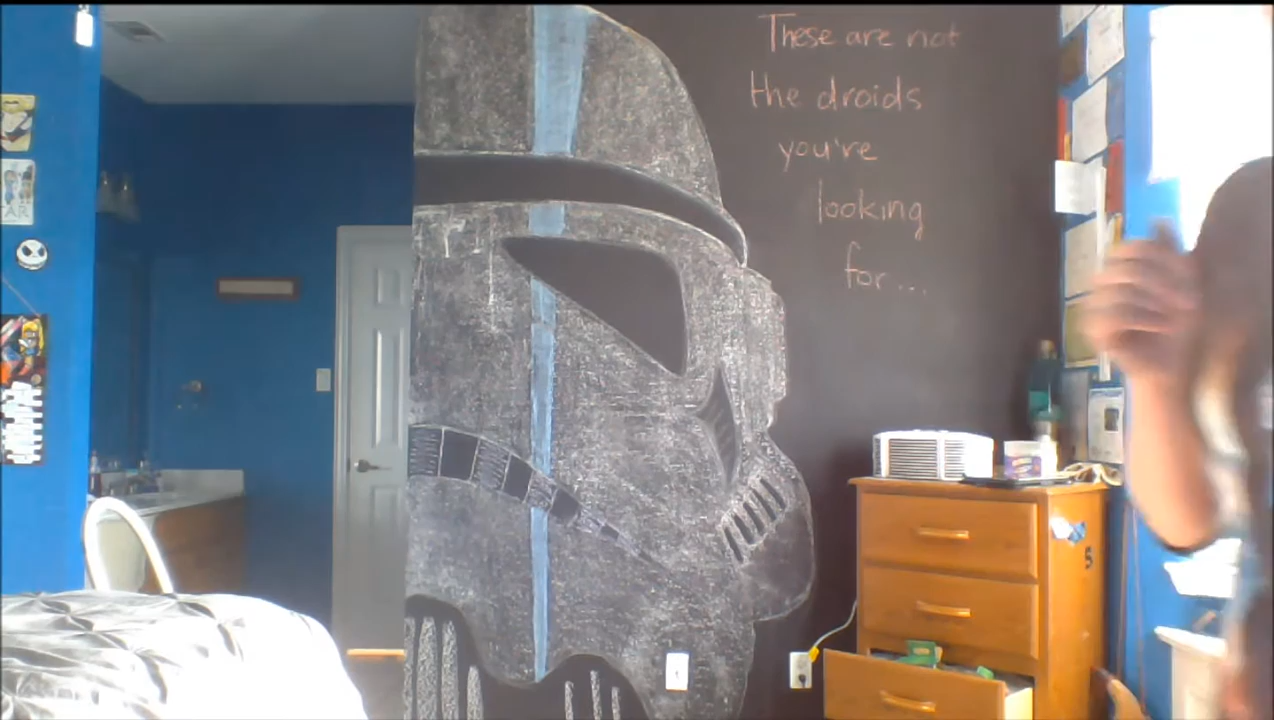 These are not
the droids
you're
looking
for...